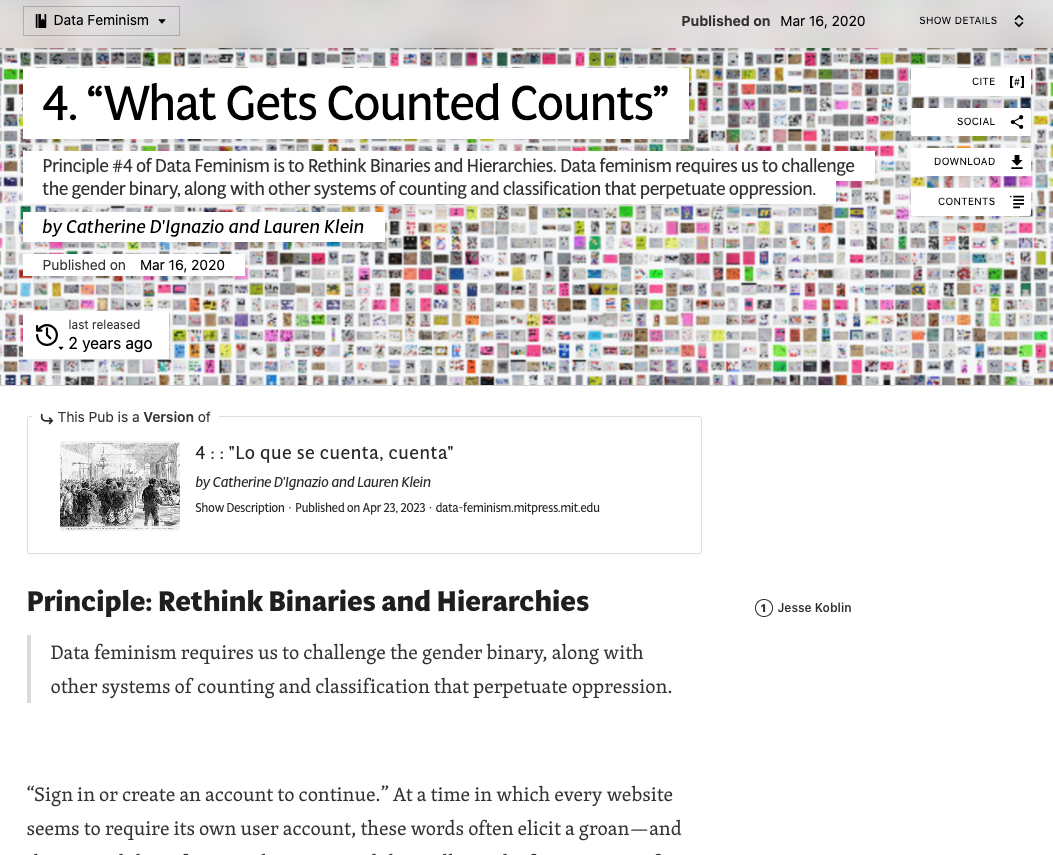 Data Feminism
Published on Mar 16, 2020
SHOW DETAILS
4. “What Gets Counted Counts”
Principle #4 of Data Feminism is to Rethink Binaries and Hierarchies. Data feminism requires us to challenge
the gender binary, along with other systems of counting and classification that perpetuate oppression.
by Catherine D'Ignazio and Lauren Klein
Published on Mar 16, 2020
last released
2 years ago
CITE [#]
SOCIAL
DOWNLOAD
CONTENTS
This Pub is a Version of
4 : : "Lo que se cuenta, cuenta"
by Catherine D'Ignazio and Lauren Klein
Show Description · Published on Apr 23, 2023 · data-feminism.mitpress.mit.edu
Principle: Rethink Binaries and Hierarchies
1 Jesse Koblin
Data feminism requires us to challenge the gender binary, along with
other systems of counting and classification that perpetuate oppression.
“Sign in or create an account to continue.” At a time in which every website
seems to require its own user account, these words often elicit a groan—and